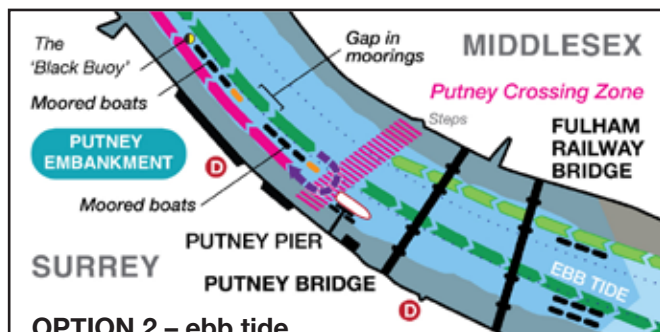 The
'Black Buoy'
Gap in
moorings
MIDDLESEX
Moored boats
Putney Crossing Zone
Steps
PUTNEY
EMBANKMENT
FULHAM
RAILWAY
BRIDGE
D
Moored boats
PUTNEY PIER
SURREY
PUTNEY BRIDGE
EBB TIDE
D
OPTION 2 – ebb tide